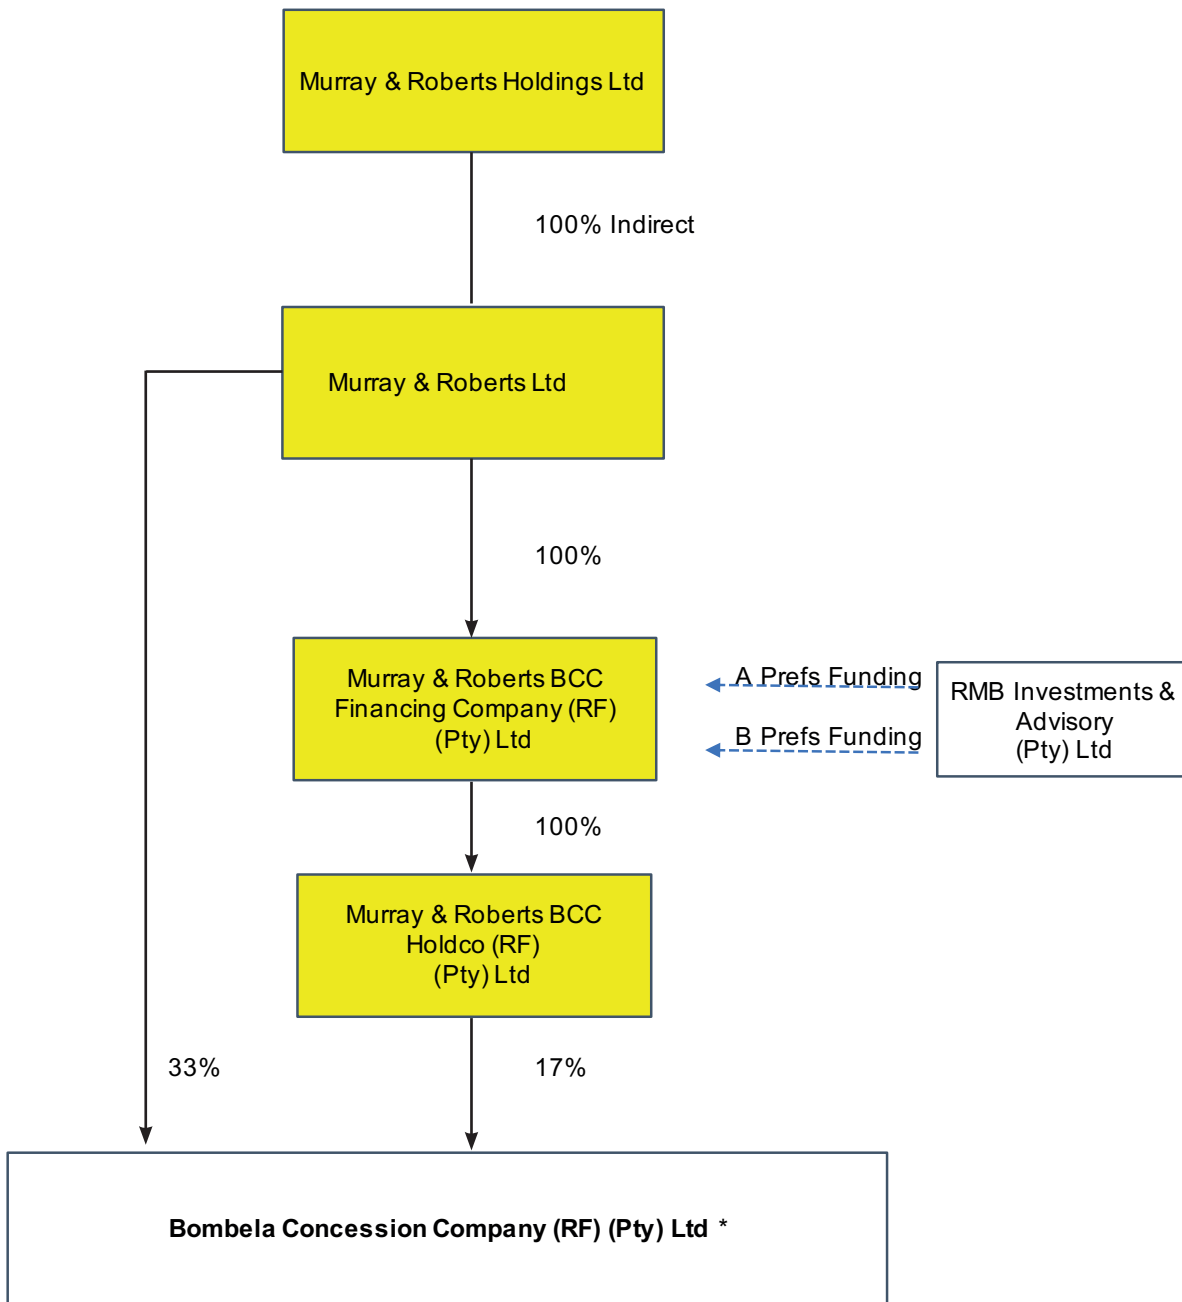 Murray & Roberts Holdings Ltd
100% Indirect
Murray & Roberts Ltd
100%
Murray & Roberts BCC
Financing Company (RF)
(Pty) Ltd
A Prefs Funding
B Prefs Funding
RMB Investments &
Advisory
(Pty) Ltd
100%
Murray & Roberts BCC
Holdco (RF)
(Pty) Ltd
33%
17%
Bombela Concession Company (RF) (Pty) Ltd *